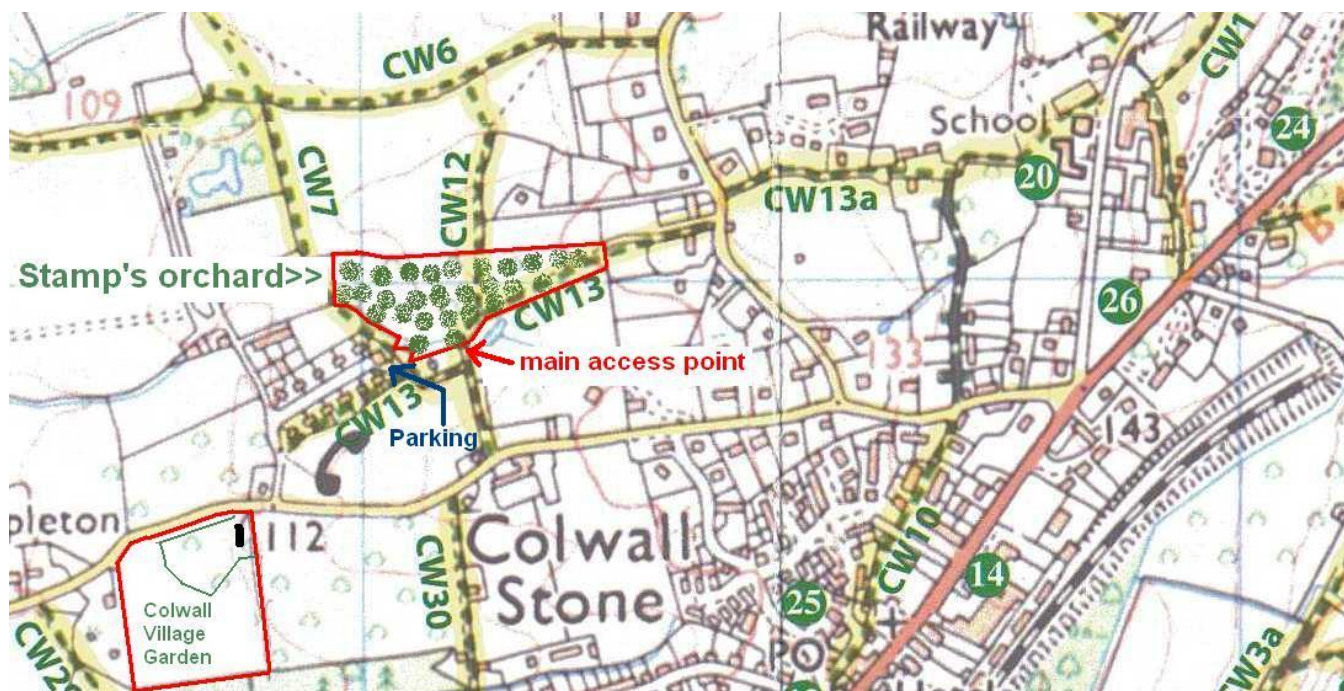 Railway
CW6
CW1
109
School
24
CW7
CW12
20
CW13a
Stamp's orchard>>
CW13
26
main access point
133
CW13
Parking
143
112
Colwall
Stone
CW30
CW10
14
Colwall
Village
Garden
25
PO
CW3a